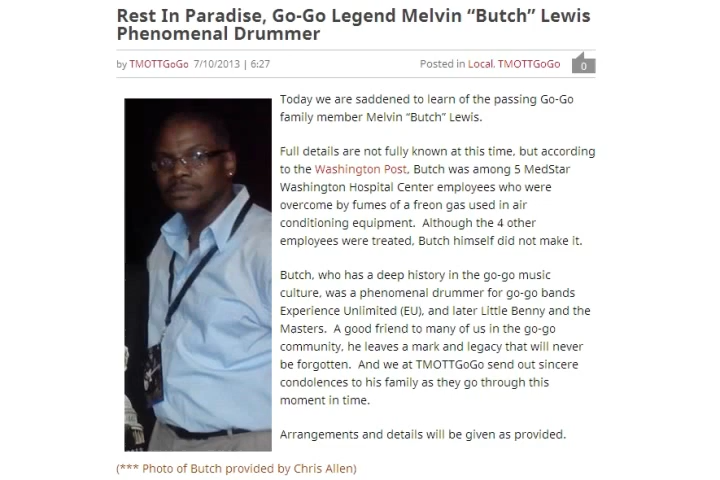 Rest In Paradise, Go-Go Legend Melvin “Butch” Lewis
Phenomenal Drummer
by TMOTTGoGo 7/10/2013 | 6:27
Posted in Local, TMOTTGoGo
0
Today we are saddened to learn of the passing Go-Go
family member Melvin “Butch” Lewis.
Full details are not fully known at this time, but according
to the Washington Post, Butch was among 5 MedStar
Washington Hospital Center employees who were
overcome by fumes of a freon gas used in air
conditioning equipment.  Although the 4 other
employees were treated, Butch himself did not make it.
Butch, who has a deep history in the go-go music
culture, was a phenomenal drummer for go-go bands
Experience Unlimited (EU), and later Little Benny and the
Masters.  A good friend to many of us in the go-go
community, he leaves a mark and legacy that will never
be forgotten.  And we at TMOTTGoGo send out sincere
condolences to his family as they go through this
moment in time.
Arrangements and details will be given as provided.
(*** Photo of Butch provided by Chris Allen)